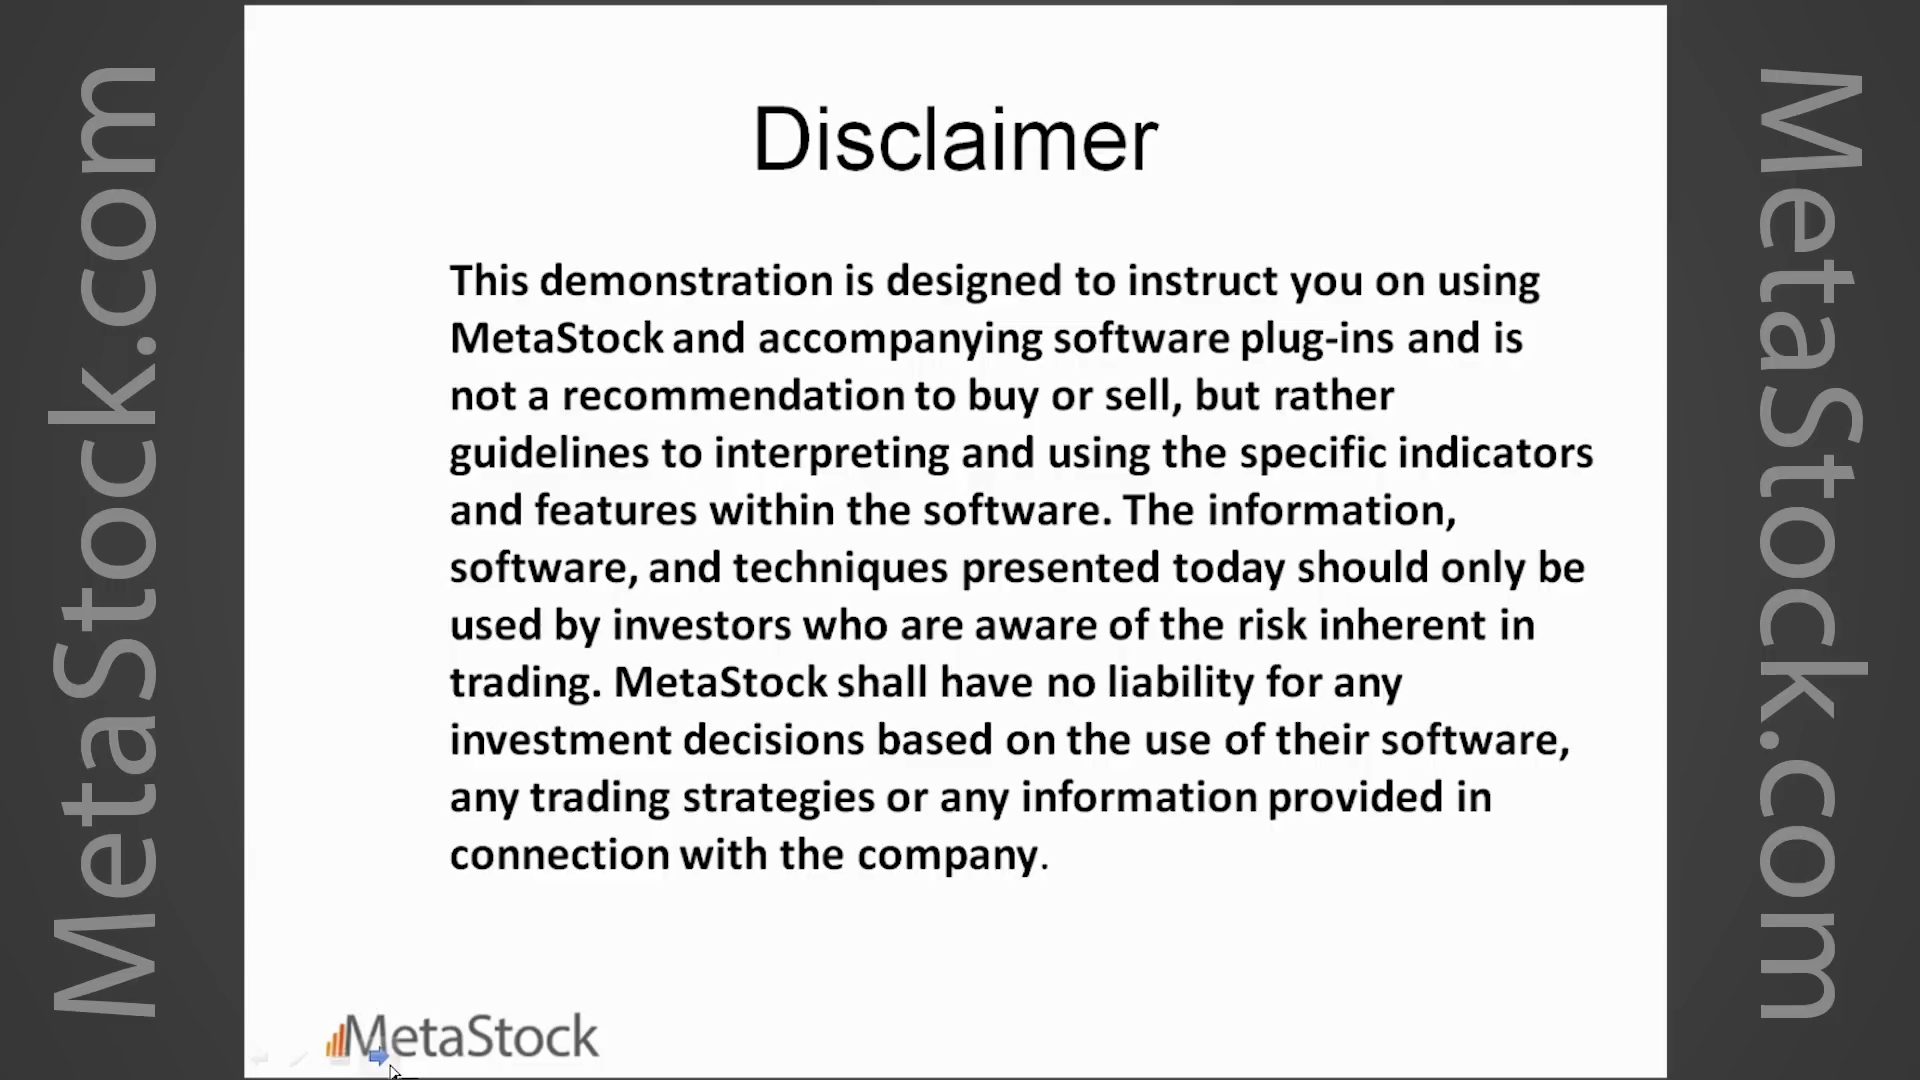 MetaStock.com
Disclaimer
This demonstration is designed to instruct you on using
MetaStock and accompanying software plug-ins and is
not a recommendation to buy or sell, but rather
guidelines to interpreting and using the specific indicators
and features within the software. The information,
software, and techniques presented today should only be
used by investors who are aware of the risk inherent in
trading. MetaStock shall have no liability for any
investment decisions based on the use of their software,
any trading strategies or any information provided in
connection with the company.
MetaStock
MetaStock.com